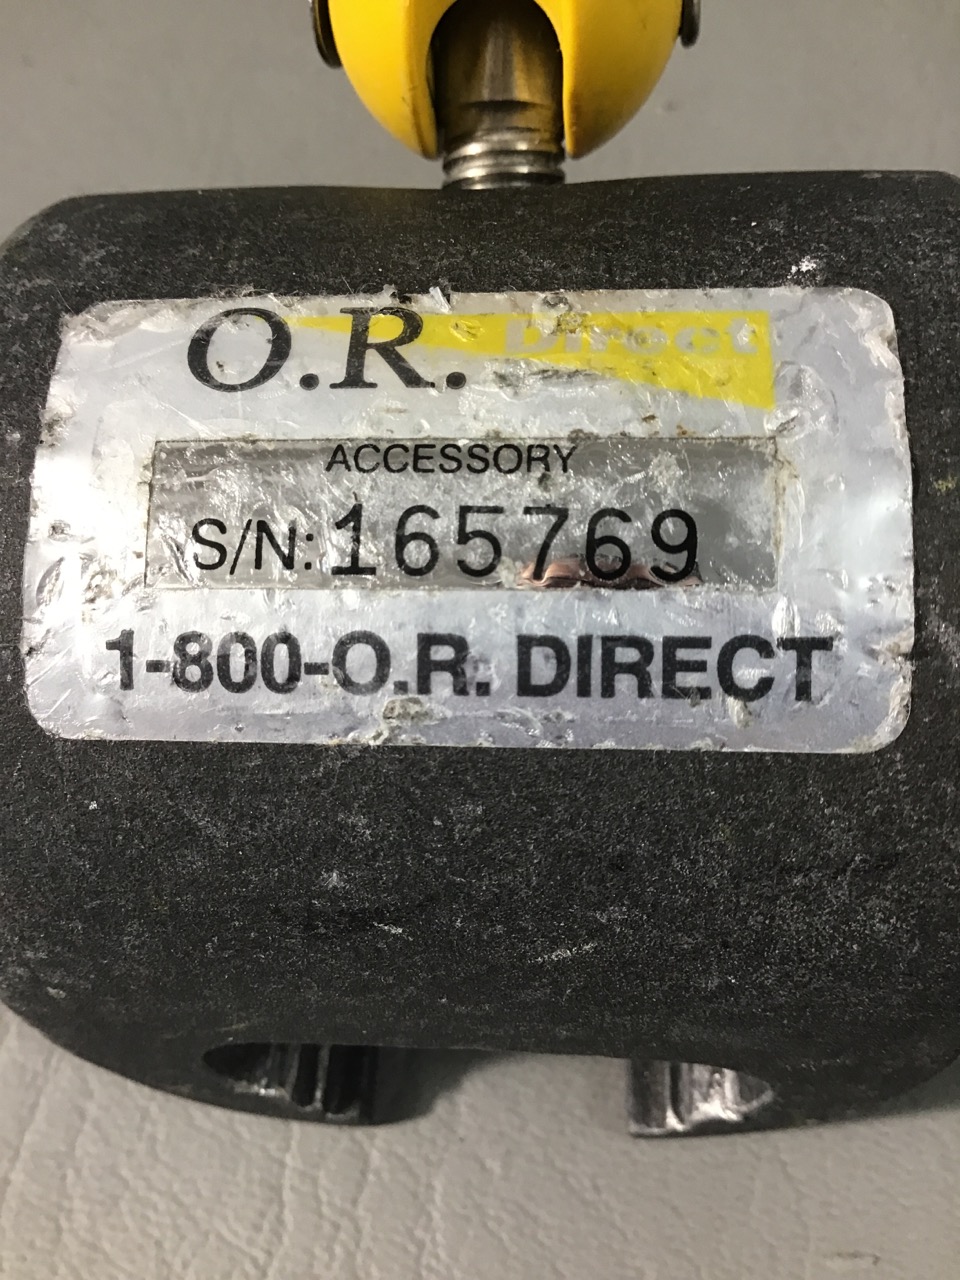 O.R. Direct
ACCESSORY
S/N: 165769
1-800-O.R. DIRECT